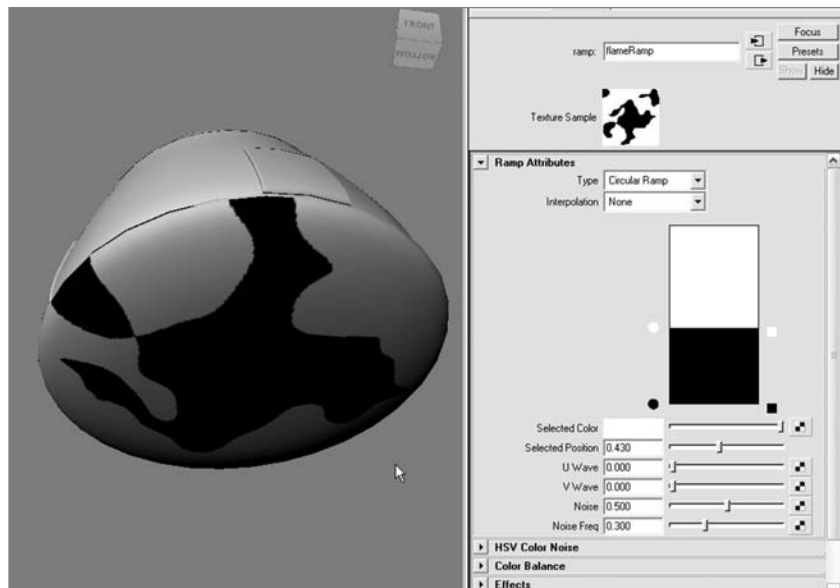 FRONT
BOTTOM
ramp: flameRamp
Focus
Presets
Show Hide
Texture Sample
Ramp Attributes
Type Circular Ramp
Interpolation None
Selected Color
Selected Position 0.430
U Wave 0.000
V Wave 0.000
Noise 0.500
Noise Freq 0.300
HSV Color Noise
Color Balance
Effects